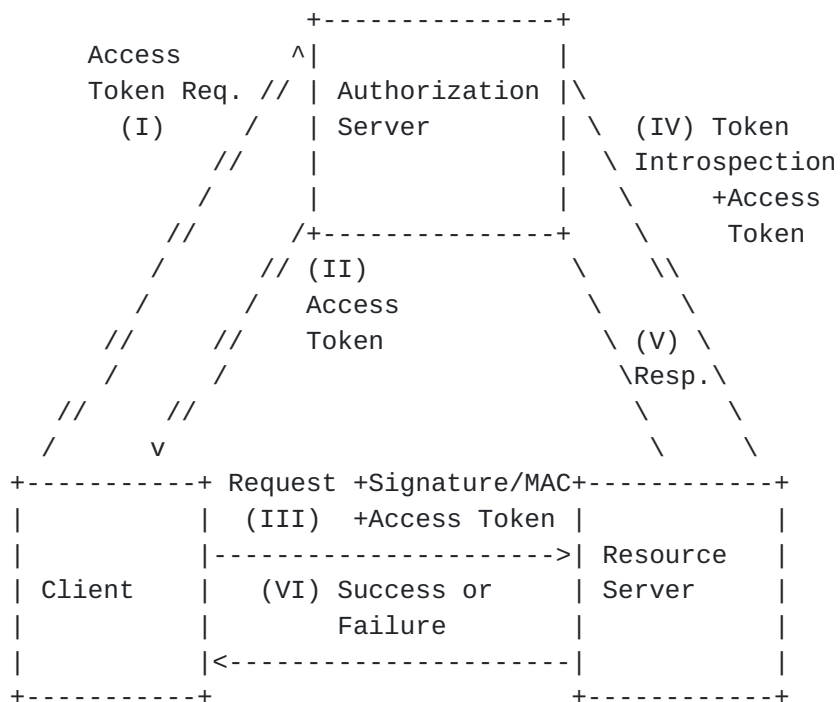 Access
Token Req.
(I)
Authorization
Server
(IV) Token
Introspection
+Access
Token
(II)
Access
Token
(V)
Resp.
Request +Signature/MAC
(III) +Access Token
Client
(VI) Success or
Failure
Resource
Server